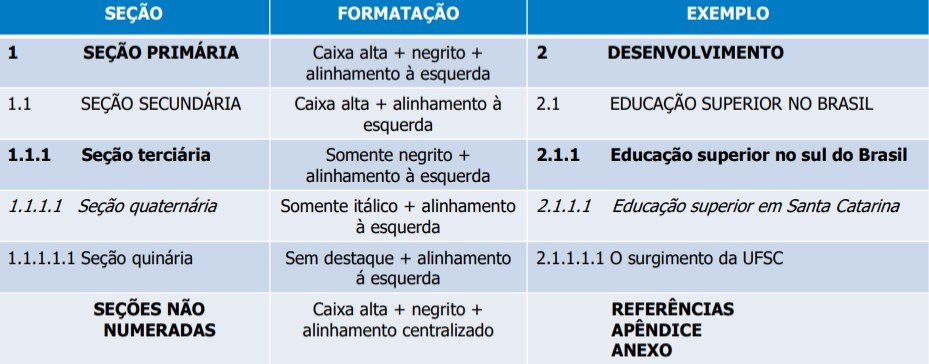 SEÇÃO FORMATAÇÃO EXEMPLO
1 SEÇÃO PRIMÁRIA
Caixa alta + negrito +
alinhamento à esquerda
2 DESENVOLVIMENTO
1.1 SEÇÃO SECUNDÁRIA
Caixa alta + alinhamento à
esquerda
2.1 EDUCAÇÃO SUPERIOR NO BRASIL
1.1.1 Seção terciária
Somente negrito +
alinhamento à esquerda
2.1.1 Educação superior no sul do Brasil
1.1.1.1 Seção quaternária
Somente itálico + alinhamento
à esquerda
2.1.1.1 Educação superior em Santa Catarina
1.1.1.1.1 Seção quinária
Sem destaque + alinhamento
á esquerda
2.1.1.1.1 O surgimento da UFSC
SEÇÕES NÃO
NUMERADAS
Caixa alta + negrito +
alinhamento centralizado
REFERÊNCIAS
APÊNDICE
ANEXO